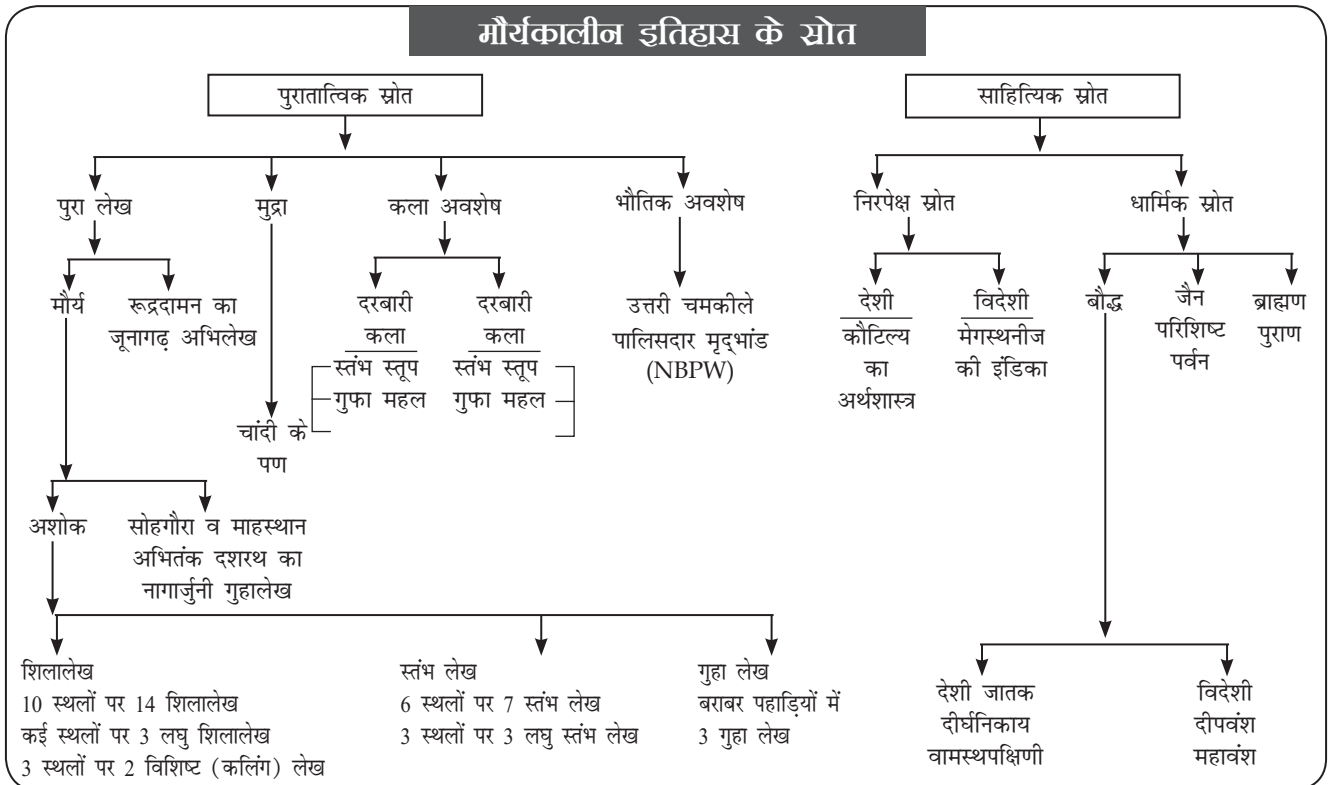 मौर्यकालीन इतिहास के स्रोत
पुरातात्विक स्रोत
साहित्यिक स्रोत
पुरा लेख
मुद्रा
कला अवशेष
भौतिक अवशेष
निरपेक्ष स्रोत
धार्मिक स्रोत
मौर्य
रूद्रदामन का
जूनागढ़ अभिलेख
दरबारी
कला
स्तंभ स्तूप
गुफा महल
दरबारी
कला
स्तंभ स्तूप
गुफा महल
उत्तरी चमकीले
पालिसदार मृद्भांड
(NBPW)
देशी
कौटिल्य
का
अर्थशास्त्र
विदेशी
मेगस्थनीज
की इंडिका
बौद्ध
जैन
परिशिष्ट
पर्वन
ब्राह्मण
पुराण
चांदी के
पण
अशोक
सोहगौरा व माहस्थान
अभितंक दशरथ का
नागार्जुनी गुहालेख
शिलालेख
10 स्थलों पर 14 शिलालेख
कई स्थलों पर 3 लघु शिलालेख
3 स्थलों पर 2 विशिष्ट (कलिंग) लेख
स्तंभ लेख
6 स्थलों पर 7 स्तंभ लेख
3 स्थलों पर 3 लघु स्तंभ लेख
गुहा लेख
बराबर पहाड़ियों में
3 गुहा लेख
देशी जातक
दीर्घनिकाय
वामस्थपक्षिणी
विदेशी
दीपवंश
महावंश